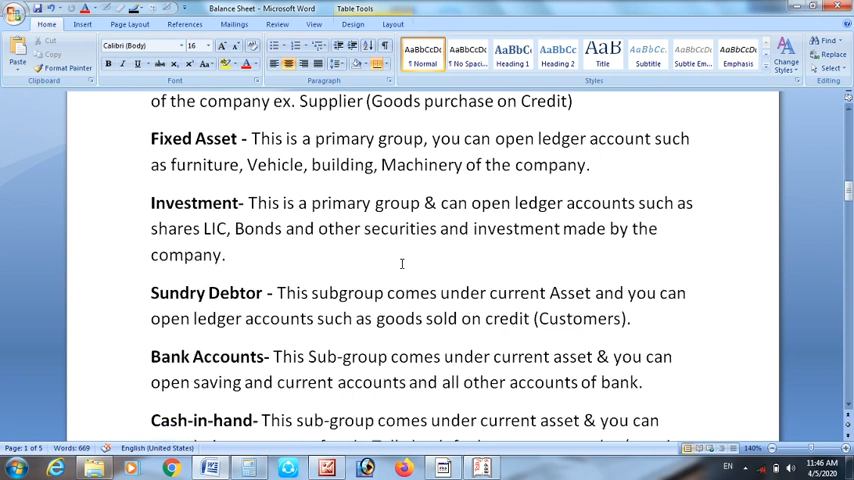 Balance Sheet - Microsoft Word
Table Tools
Home Insert Page Layout References Mailings Review View Design Layout
Paste
Cut
Copy
Format Painter
Clipboard
Calibri (Body) 16
Font
Paragraph
AaBbCcDc ¶ Normal
AaBbCcDc ¶ No Spaci...
AaBbC Heading 1
AaBbCc Heading 2
AaB Title
AaBbCc Subtitle
AaBbCcDc Subtle Em...
AaBbCcDc Emphasis
Change Styles
Styles
Find
Replace
Select
Editing
of the company ex. Supplier (Goods purchase on Credit)
Fixed Asset - This is a primary group, you can open ledger account such
as furniture, Vehicle, building, Machinery of the company.
Investment- This is a primary group & can open ledger accounts such as
shares LIC, Bonds and other securities and investment made by the
company.
Sundry Debtor - This subgroup comes under current Asset and you can
open ledger accounts such as goods sold on credit (Customers).
Bank Accounts- This Sub-group comes under current asset & you can
open saving and current accounts and all other accounts of bank.
Cash-in-hand- This sub-group comes under current asset & you can
Page: 1 of 5 Words: 669 English (United States) 140%
EN 11:46 AM
4/5/2020